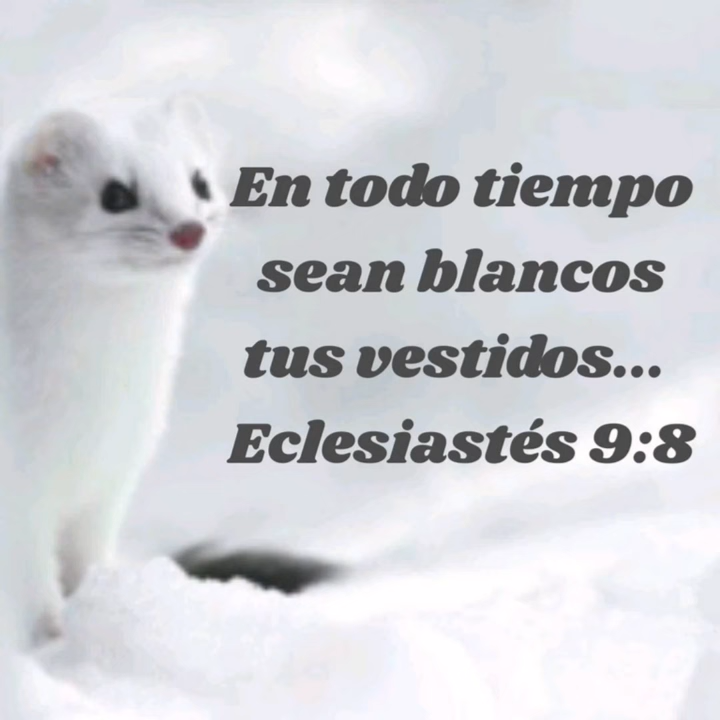 En todo tiempo
sean blancos
tus vestidos...
Eclesiastés 9:8